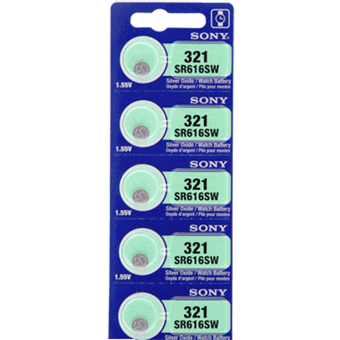 SONY
321
SR616SW
1.55V
Silver Oxide / Watch Battery
Oxyde d'argent / Pile pour montre
SONY
321
SR616SW
1.55V
Silver Oxide / Watch Battery
Oxyde d'argent / Pile pour montre
SONY
321
SR616SW
1.55V
Silver Oxide / Watch Battery
Oxyde d'argent / Pile pour montre
SONY
321
SR616SW
1.55V
Silver Oxide / Watch Battery
Oxyde d'argent / Pile pour montre
SONY
321
SR616SW